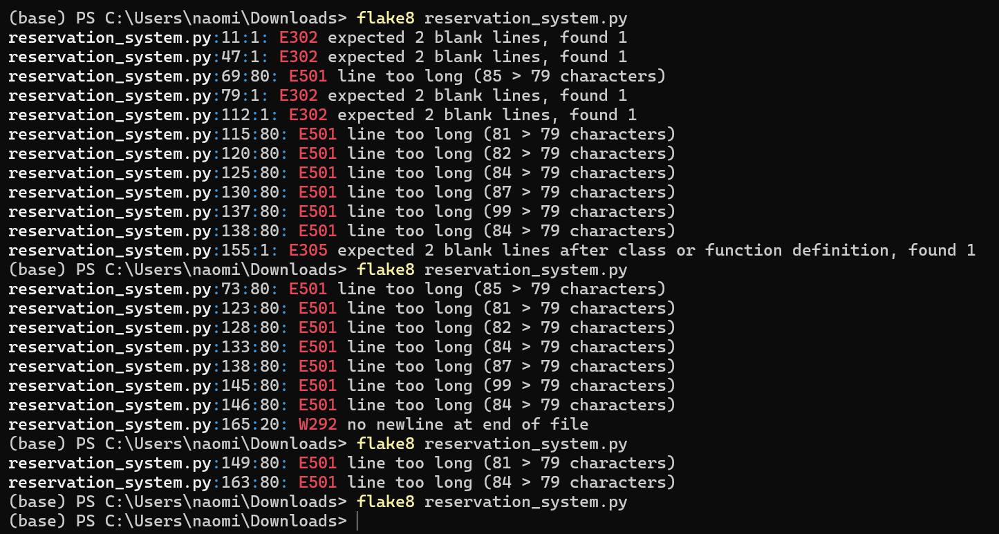 (base) PS C:\Users\naomi\Downloads> flake8 reservation_system.py
reservation_system.py:11:1: E302 expected 2 blank lines, found 1
reservation_system.py:47:1: E302 expected 2 blank lines, found 1
reservation_system.py:69:80: E501 line too long (85 > 79 characters)
reservation_system.py:79:1: E302 expected 2 blank lines, found 1
reservation_system.py:112:1: E302 expected 2 blank lines, found 1
reservation_system.py:115:80: E501 line too long (81 > 79 characters)
reservation_system.py:120:80: E501 line too long (82 > 79 characters)
reservation_system.py:125:80: E501 line too long (84 > 79 characters)
reservation_system.py:130:80: E501 line too long (87 > 79 characters)
reservation_system.py:137:80: E501 line too long (99 > 79 characters)
reservation_system.py:138:80: E501 line too long (84 > 79 characters)
reservation_system.py:155:1: E305 expected 2 blank lines after class or function definition, found 1
(base) PS C:\Users\naomi\Downloads> flake8 reservation_system.py
reservation_system.py:73:80: E501 line too long (85 > 79 characters)
reservation_system.py:123:80: E501 line too long (81 > 79 characters)
reservation_system.py:128:80: E501 line too long (82 > 79 characters)
reservation_system.py:133:80: E501 line too long (84 > 79 characters)
reservation_system.py:138:80: E501 line too long (87 > 79 characters)
reservation_system.py:145:80: E501 line too long (99 > 79 characters)
reservation_system.py:146:80: E501 line too long (84 > 79 characters)
reservation_system.py:165:20: W292 no newline at end of file
(base) PS C:\Users\naomi\Downloads> flake8 reservation_system.py
reservation_system.py:149:80: E501 line too long (81 > 79 characters)
reservation_system.py:163:80: E501 line too long (84 > 79 characters)
(base) PS C:\Users\naomi\Downloads> flake8 reservation_system.py
(base) PS C:\Users\naomi\Downloads>